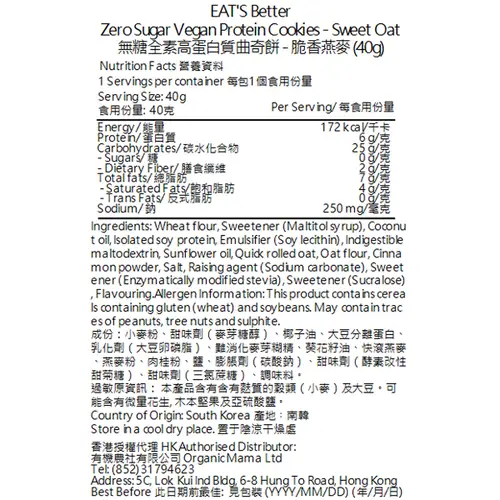 EAT'S Better
Zero Sugar Vegan Protein Cookies - Sweet Oat
無糖全素高蛋白質曲奇餅 - 脆香燕麥 (40g)
Nutrition Facts 營養資料
1 Servings per container 每包1個食用份量
Serving Size: 40g
食用份量: 40克
Per Serving/ 每食用份量
Energy/能量 172 kcal/千卡
Protein/蛋白質 6 g/克
Carbohydrates/ 碳水化合物 25 g/克
- Sugars/ 糖 0 g/克
- Dietary Fiber/ 膳食纖維 2 g/克
Total fats/ 總脂肪 7 g/克
- Saturated Fats/飽和脂肪 4 g/克
- Trans Fats/ 反式脂肪 0 g/克
Sodium/ 鈉 250 mg/毫克
Ingredients: Wheat flour, Sweetener (Maltitol syrup), Coconu
t oil, Isolated soy protein, Emulsifier (Soy lecithin), Indigestible
maltodextrin, Sunflower oil, Quick rolled oat, Oat flour, Cinna
mon powder, Salt, Raising agent (Sodium carbonate), Sweet
ener (Enzymatically modified stevia), Sweetener (Sucralose)
, Flavouring.Allergen Information: This product contains cerea
ls containing gluten (wheat) and soybeans. May contain trac
es of peanuts, tree nuts and sulphite.
成份：小麥粉、甜味劑（麥芽糖醇）、椰子油、大豆分離蛋白、
乳化劑（大豆卵磷脂）、難消化麥芽糊精、葵花籽油、快滾燕麥
、燕麥粉、肉桂粉、鹽、膨脹劑（碳酸鈉）、甜味劑（酵素改性
甜菊糖）、甜味劑（三氯蔗糖）、調味料。
過敏原資訊： 本產品含有含有麩質的穀類（小麥）及大豆。可
能含有微量花生, 木本堅果及亞硫酸鹽。
Country of Origin: South Korea 產地：南韓
Store in a cool dry place. 置于陰涼干燥處
香港授權代理 HK Authorised Distributor:
有機農社有限公司 Organic Mama Ltd
Tel: (852) 31794623
Address: 5C, Lok Kui Ind Bldg, 6-8 Hung To Road, Hong Kong
Best Before 此日期前最佳: 見包裝 (YYYY/MM/DD) (年/月/日)